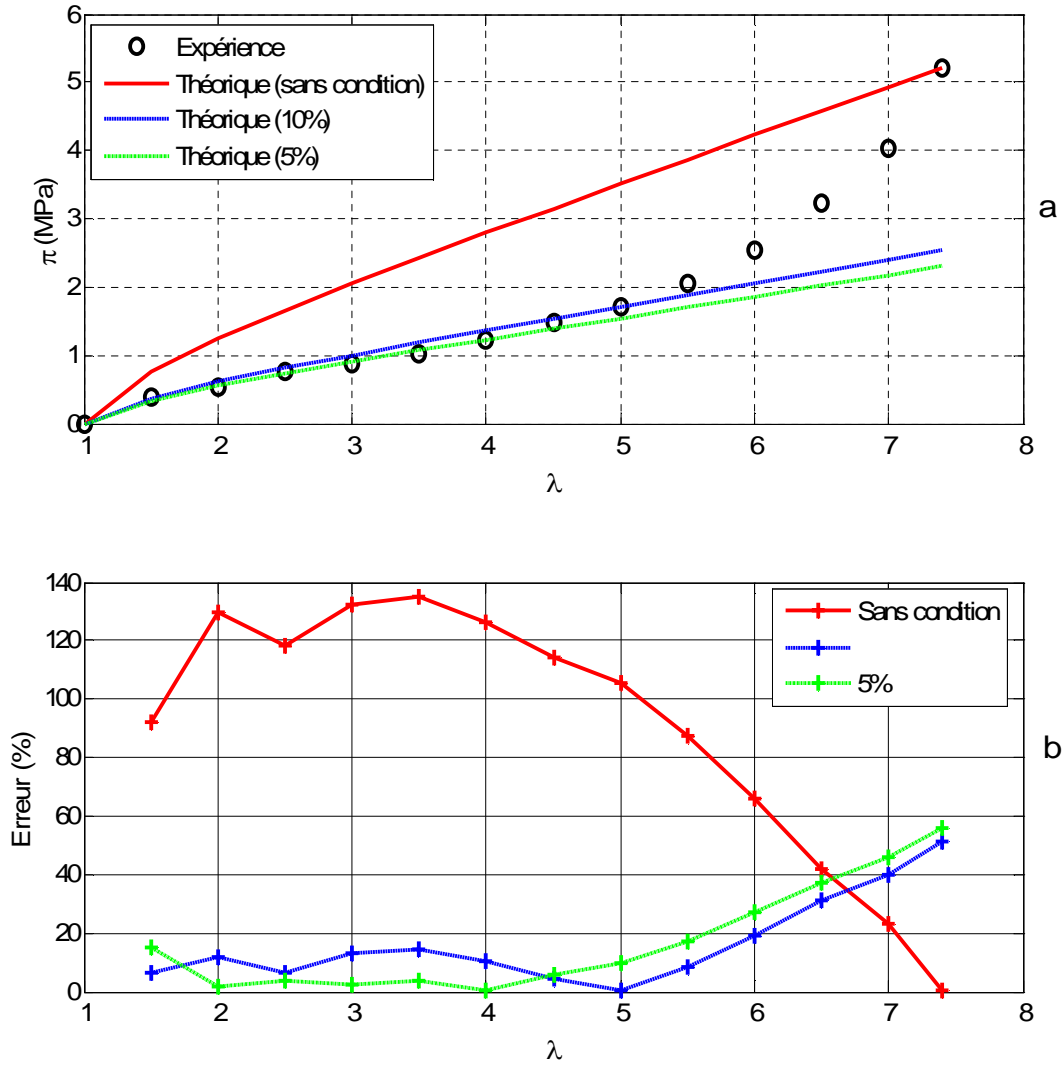 6
5
4
3
2
1
0
π (MPa)
Expérience
Théorique (sans condition)
Théorique (10%)
Théorique (5%)
a
1 2 3 4 5 6 7 8
λ
140
120
100
80
60
40
20
0
Erreur (%)
Sans condition
5%
b
1 2 3 4 5 6 7 8
λ